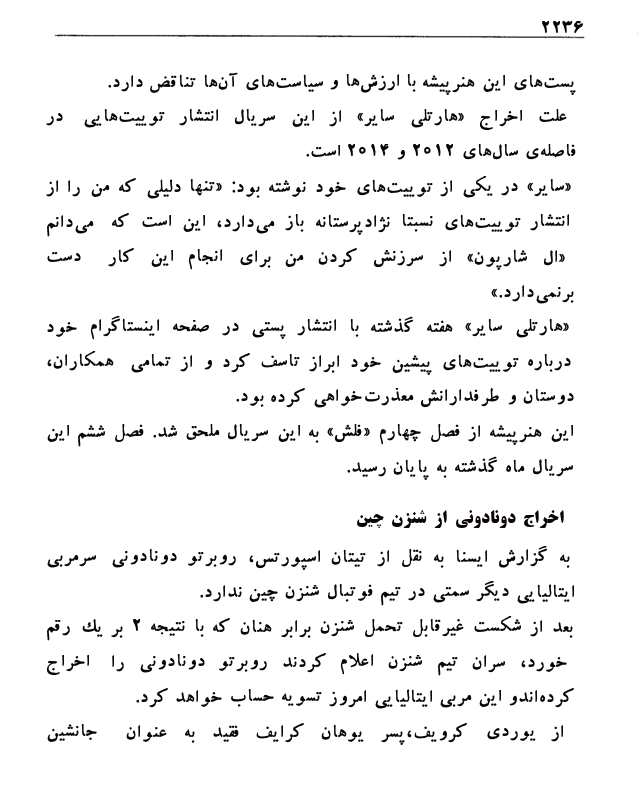 ۲۲۳۶
پست‌های این هنرپیشه با ارزش‌ها و سیاست‌های آن‌ها تناقض دارد.
علت اخراج «هارتلی سایر» از این سریال انتشار توییت‌هایی در
فاصله‌ی سال‌های ۲۰۱۲ و ۲۰۱۴ است.
«سایر» در یکی از توییت‌های خود نوشته بود: «تنها دلیلی که من را از
انتشار توییت‌های نسبتا نژادپرستانه باز می‌دارد، این است که می‌دانم
«ال شارپون» از سرزنش کردن من برای انجام این کار دست
برنمی‌دارد.»
«هارتلی سایر» هفته گذشته با انتشار پستی در صفحه اینستاگرام خود
درباره توییت‌های پیشین خود ابراز تاسف کرد و از تمامی همکاران،
دوستان و طرفدارانش معذرت‌خواهی کرده بود.
این هنرپیشه از فصل چهارم «فلش» به این سریال ملحق شد. فصل ششم این
سریال ماه گذشته به پایان رسید.
اخراج دونادونی از شنزن چین
به گزارش ایسنا به نقل از تیتان اسپورتس، روبرتو دونادونی سرمربی
ایتالیایی دیگر سمتی در تیم فوتبال شنزن چین ندارد.
بعد از شکست غیرقابل تحمل شنزن برابر هنان که با نتیجه ۲ بر یك رقم
خورد، سران تیم شنزن اعلام کردند روبرتو دونادونی را اخراج
کرده‌اندو این مربی ایتالیایی امروز تسویه حساب خواهد کرد.
از یوردی کرویف،پسر یوهان کرایف فقید به عنوان جانشین